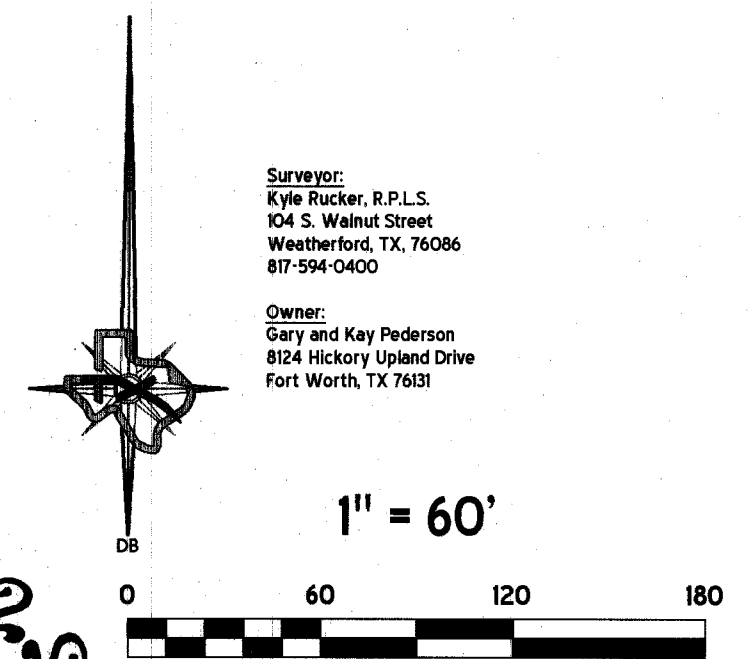 Surveyor:
Kyle Rucker, R.P.L.S.
104 S. Walnut Street
Weatherford, TX, 76086
817-594-0400
Owner:
Gary and Kay Pederson
8124 Hickory Upland Drive
Fort Worth, TX 76131
1" = 60'
DB
0 60 120 180